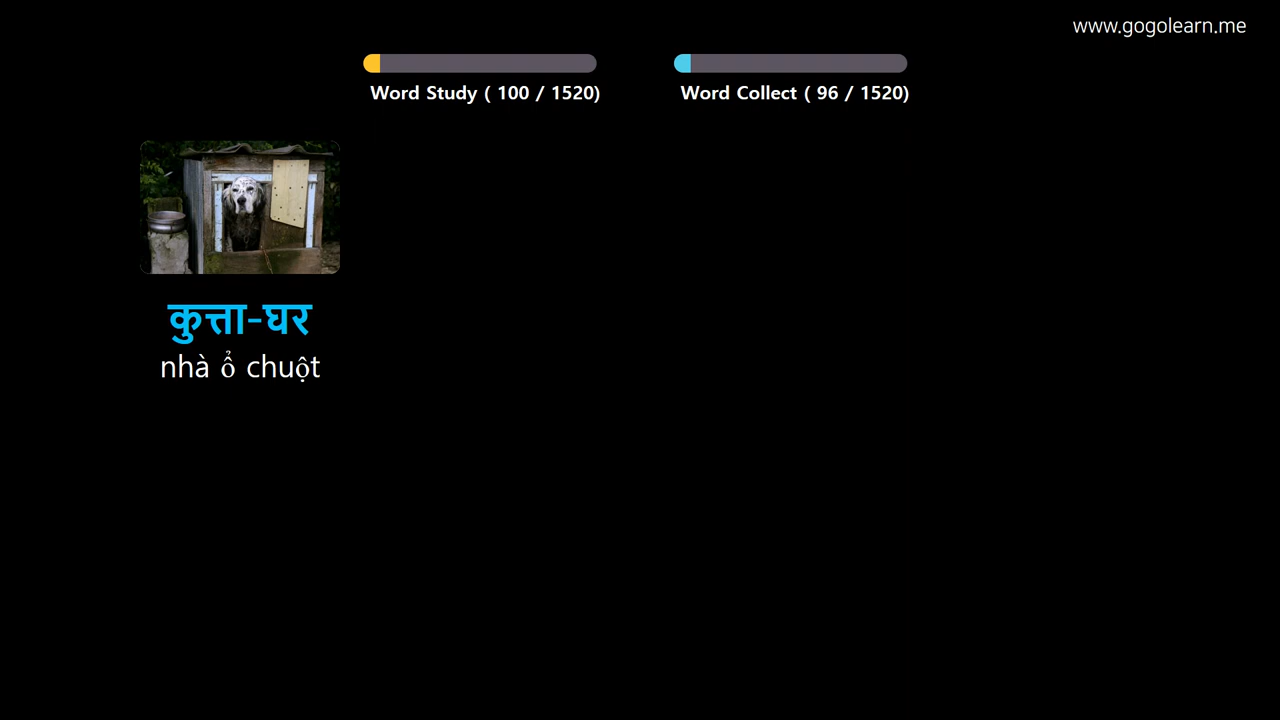 www.gogolearn.me
Word Study ( 100 / 1520)
Word Collect ( 96 / 1520)
कुत्ता-घर
nhà ổ chuột